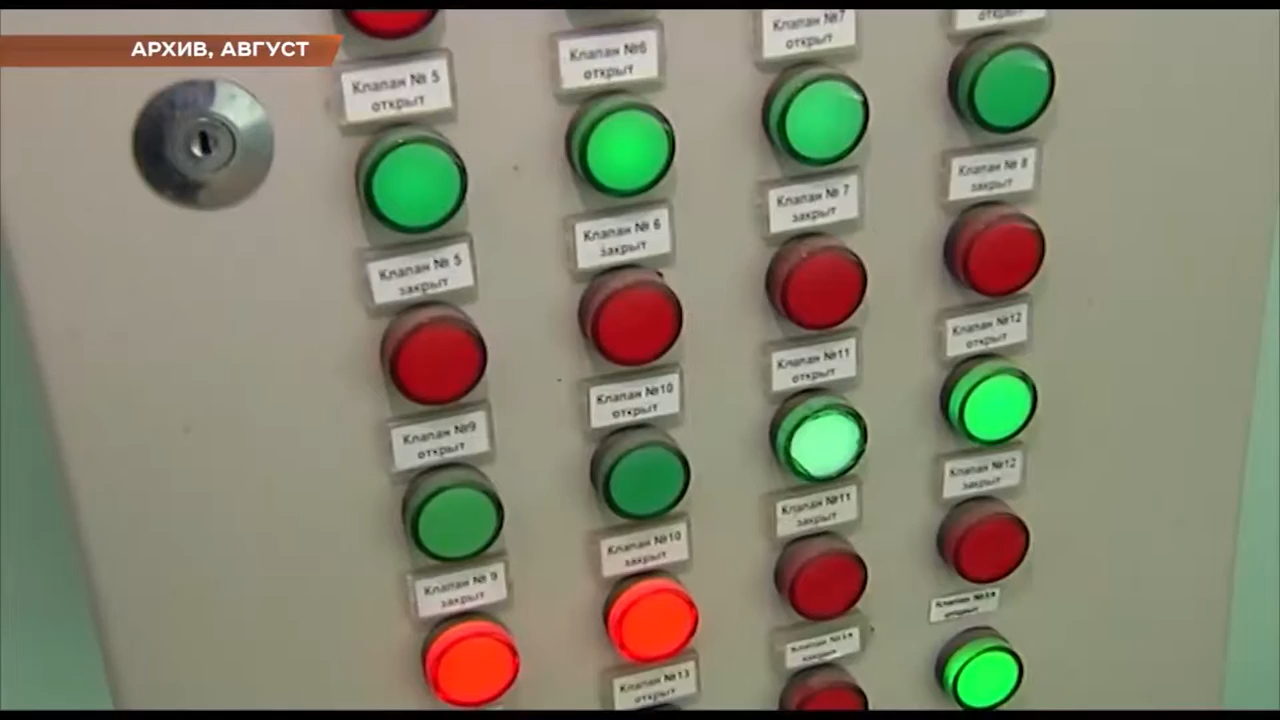 АРХИВ, АВГУСТ
Клапан № 5
открыт
Клапан №6
открыт
Клапан №7
открыт
открыт
Клапан № 5
закрыт
Клапан № 6
закрыт
Клапан № 7
закрыт
Клапан № 8
закрыт
Клапан №9
открыт
Клапан №10
открыт
Клапан №11
открыт
Клапан №12
открыт
Клапан № 9
закрыт
Клапан №10
закрыт
Клапан №11
закрыт
Клапан №12
закрыт
Клапан №13
открыт
Клапан
Клапан
открыт